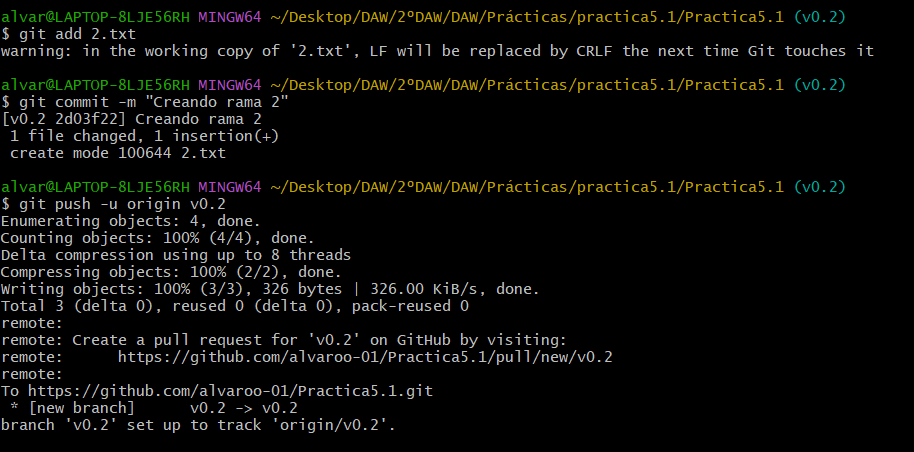 alvar@LAPTOP-8LJE56RH MINGW64 ~/Desktop/DAW/2ºDAW/DAW/Prácticas/practica5.1/Practica5.1 (v0.2)
$ git add 2.txt
warning: in the working copy of '2.txt', LF will be replaced by CRLF the next time Git touches it
alvar@LAPTOP-8LJE56RH MINGW64 ~/Desktop/DAW/2ºDAW/DAW/Prácticas/practica5.1/Practica5.1 (v0.2)
$ git commit -m "Creando rama 2"
[v0.2 2d03f22] Creando rama 2
 1 file changed, 1 insertion(+)
 create mode 100644 2.txt
alvar@LAPTOP-8LJE56RH MINGW64 ~/Desktop/DAW/2ºDAW/DAW/Prácticas/practica5.1/Practica5.1 (v0.2)
$ git push -u origin v0.2
Enumerating objects: 4, done.
Counting objects: 100% (4/4), done.
Delta compression using up to 8 threads
Compressing objects: 100% (2/2), done.
Writing objects: 100% (3/3), 326 bytes | 326.00 KiB/s, done.
Total 3 (delta 0), reused 0 (delta 0), pack-reused 0
remote:
remote: Create a pull request for 'v0.2' on GitHub by visiting:
remote:      https://github.com/alvaroo-01/Practica5.1/pull/new/v0.2
remote:
To https://github.com/alvaroo-01/Practica5.1.git
 * [new branch]      v0.2 -> v0.2
branch 'v0.2' set up to track 'origin/v0.2'.